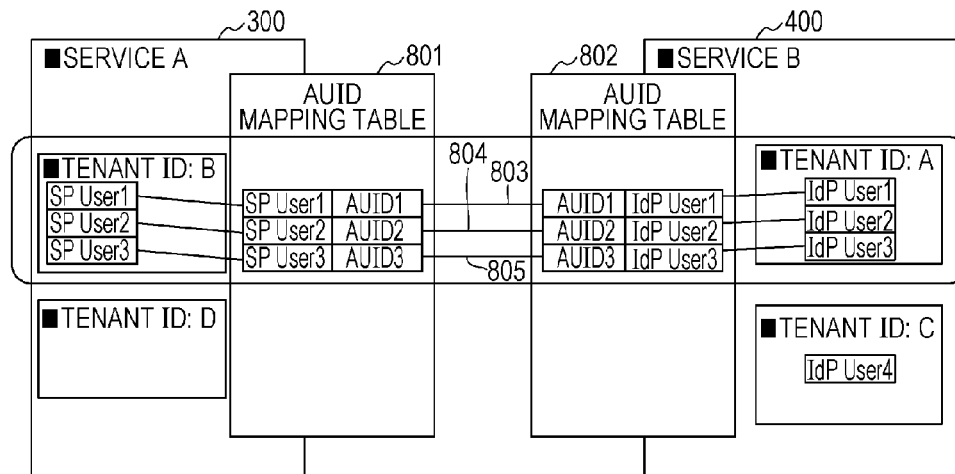 300
400
■SERVICE A
801
802
■SERVICE B
AUID
MAPPING TABLE
AUID
MAPPING TABLE
■TENANT ID: B
SP User1
SP User2
SP User3
SP User1 AUID1
SP User2 AUID2
SP User3 AUID3
804
803
805
AUID1 IdP User1
AUID2 IdP User2
AUID3 IdP User3
■TENANT ID: A
IdP User1
IdP User2
IdP User3
■TENANT ID: D
■TENANT ID: C
IdP User4